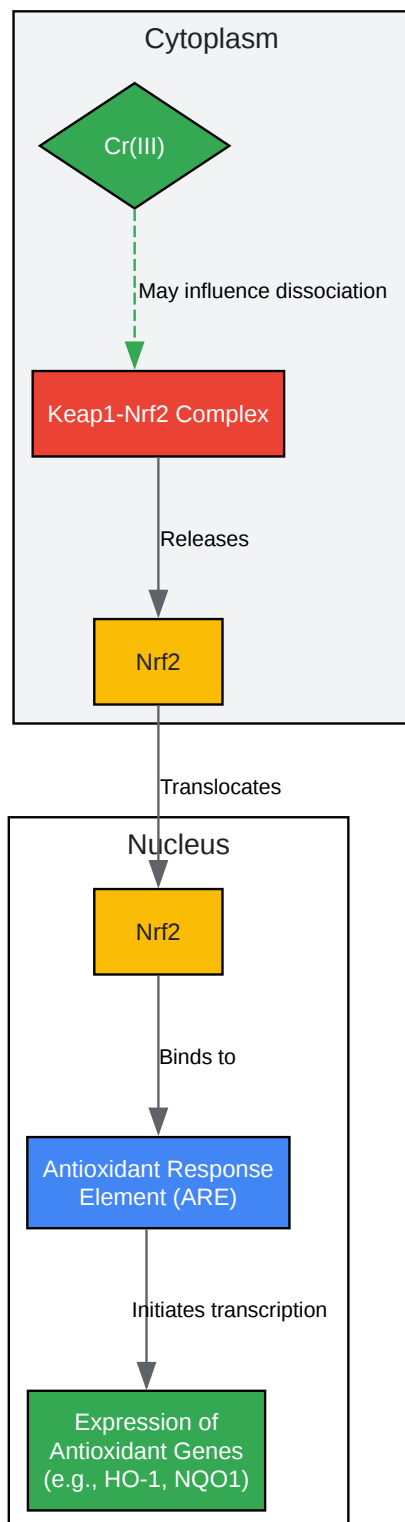 Cytoplasm
Cr(III)
May influence dissociation
Keap1-Nrf2 Complex
Releases
Nrf2
Translocates
Nucleus
Nrf2
Binds to
Antioxidant Response
Element (ARE)
Initiates transcription
Expression of
Antioxidant Genes
(e.g., HO-1, NQO1)